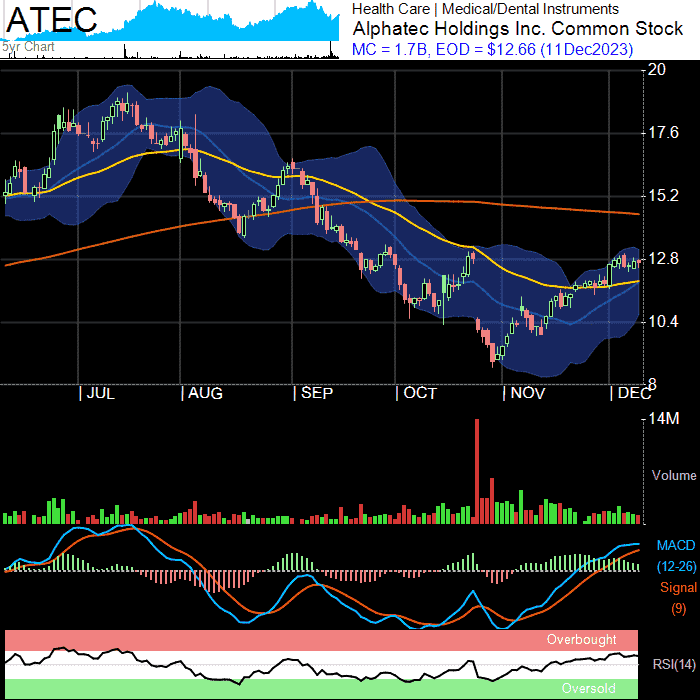 ATEC
5yr Chart
Health Care | Medical/Dental Instruments
Alphatec Holdings Inc. Common Stock
MC = 1.7B, EOD = $12.66 (11Dec2023)
20
17.6
15.2
12.8
10.4
8
JUL
AUG
SEP
OCT
NOV
DEC
14M
Volume
MACD
(12-26)
Signal
(9)
Overbought
RSI(14)
Oversold